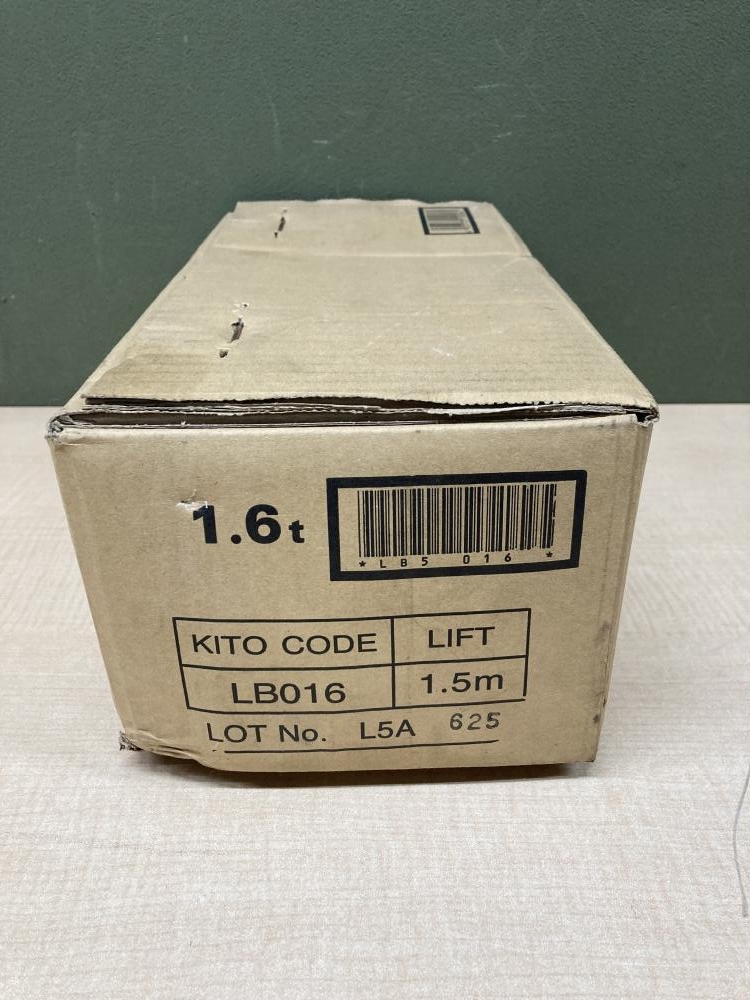 1.6t
*LB5 016 *
KITO CODE LIFT
LB016 1.5m
LOT No. L5A 625